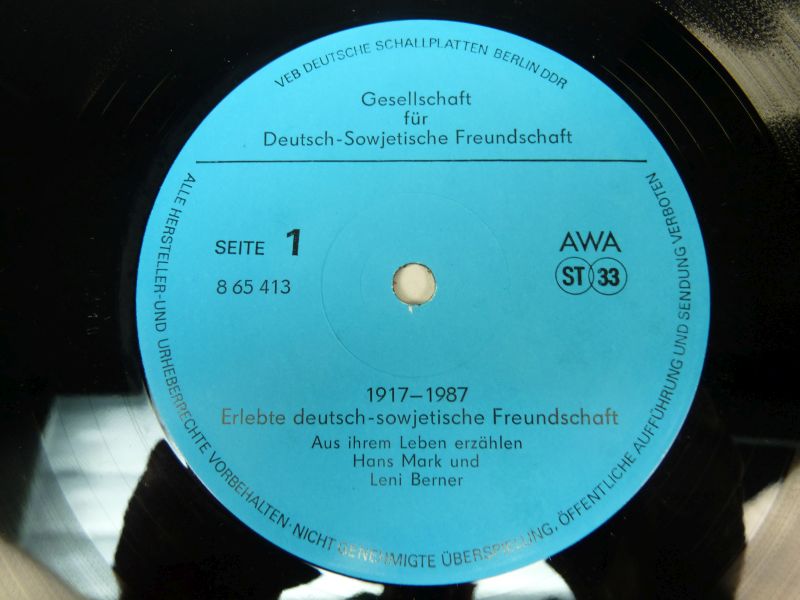 VEB DEUTSCHE SCHALLPLATTEN BERLIN DDR
Gesellschaft
für
Deutsch-Sowjetische Freundschaft
SEITE 1
8 65 413
AWA
ST 33
1917–1987
Erlebte deutsch-sowjetische Freundschaft
Aus ihrem Leben erzählen
Hans Mark und
Leni Berner
ALLE HERSTELLER-UND URHEBERRECHTE VORBEHALTEN·NICHT GENEHMIGTE ÜBERSPIELUNG, ÖFFENTLICHE AUFFÜHRUNG UND SENDUNG VERBOTEN